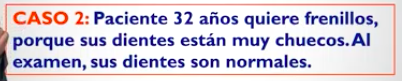 CASO 2: Paciente 32 años quiere frenillos,
porque sus dientes están muy chuecos. Al
examen, sus dientes son normales.